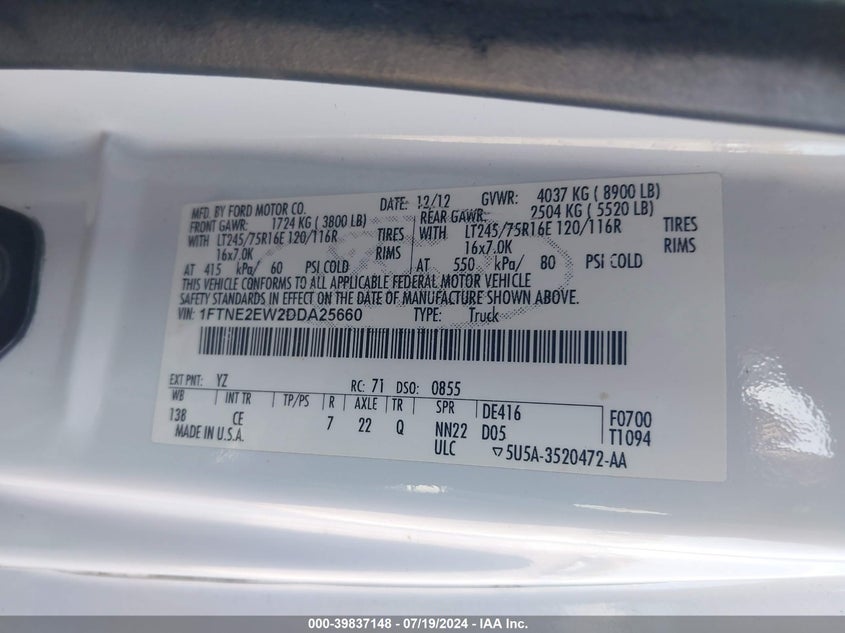 MFD. BY FORD MOTOR CO. DATE: 12/12 GVWR: 4037 KG ( 8900 LB)
FRONT GAWR: 1724 KG ( 3800 LB) REAR GAWR: 2504 KG ( 5520 LB)
WITH LT245/75R16E 120/116R TIRES WITH LT245/75R16E 120/116R TIRES
16x7.0K RIMS 16x7.0K RIMS
AT 415 kPa/ 60 PSI COLD AT 550 kPa/ 80 PSI COLD
THIS VEHICLE CONFORMS TO ALL APPLICABLE FEDERAL MOTOR VEHICLE
SAFETY STANDARDS IN EFFECT ON THE DATE OF MANUFACTURE SHOWN ABOVE.
VIN: 1FTNE2EW2DDA25660 TYPE: Truck
EXT PNT: YZ RC: 71 DSO: 0855
WB INT TR TP/PS R AXLE TR SPR DE416 F0700
138 CE 7 22 Q NN22 D05 T1094
MADE IN U.S.A. ULC ▽5U5A-3520472-AA
000-39837148 - 07/19/2024 - IAA Inc.